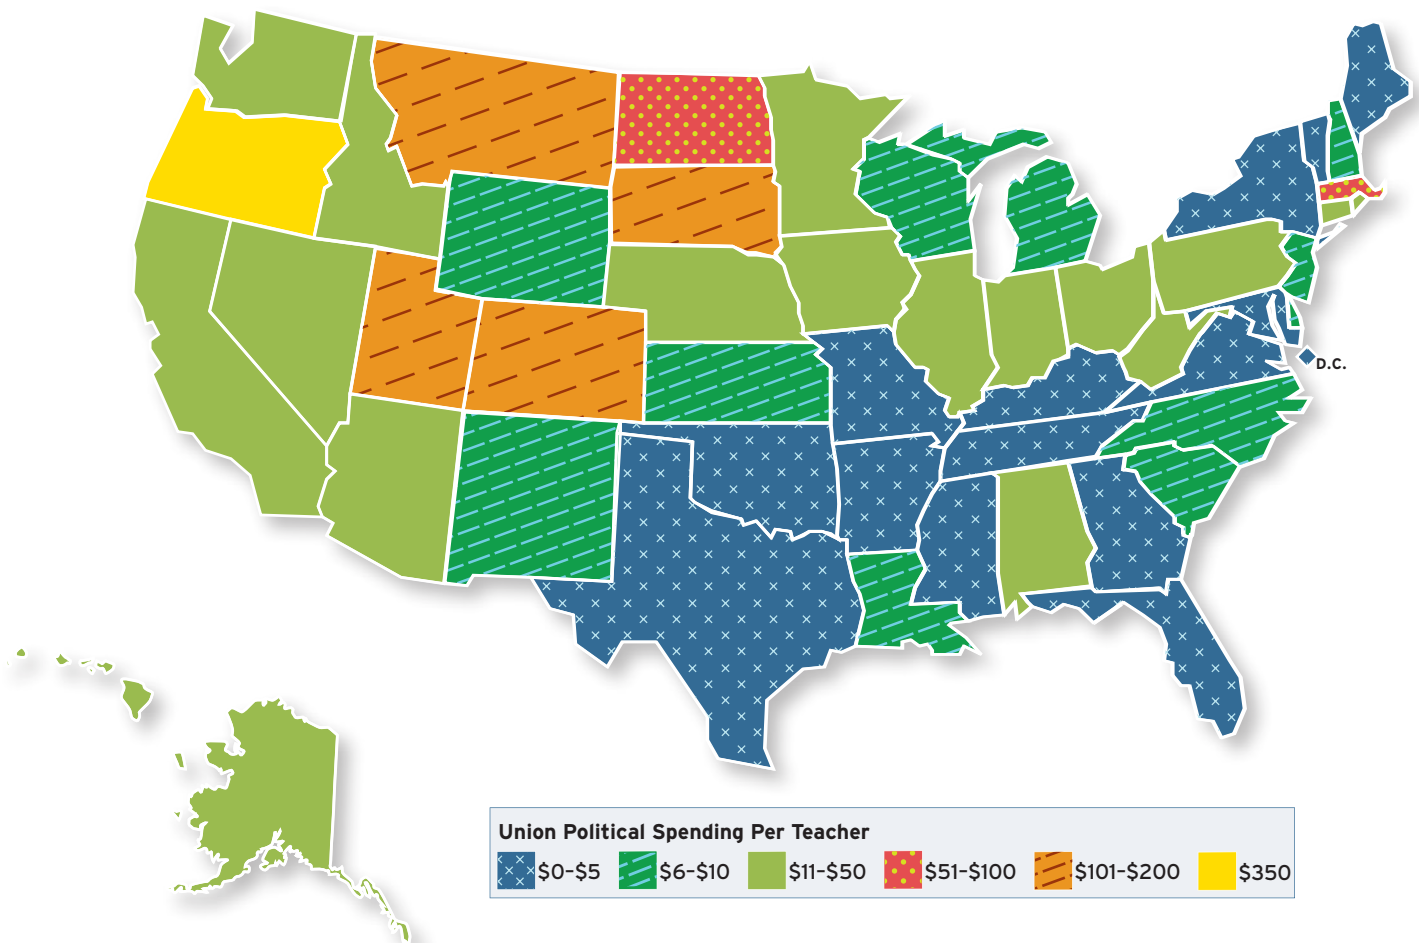 D.C.
Union Political Spending Per Teacher
$0–$5 $6–$10 $11–$50 $51–$100 $101–$200 $350